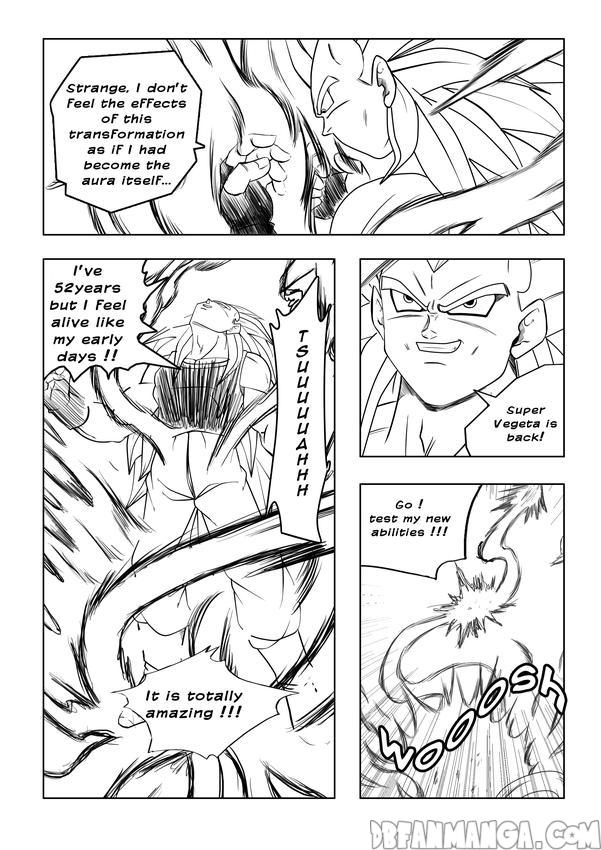 Strange, I don't
feel the effects
of this
transformation
as if I had
become the
aura itself...
I've
52years
but I feel
alive like
my early
days !!
TSUUUUUAHHH
It is totally
amazing !!!
Super
Vegeta is
back!
Go !
test my new
abilities !!!
WOOOSH
DBFANMANGA.COM